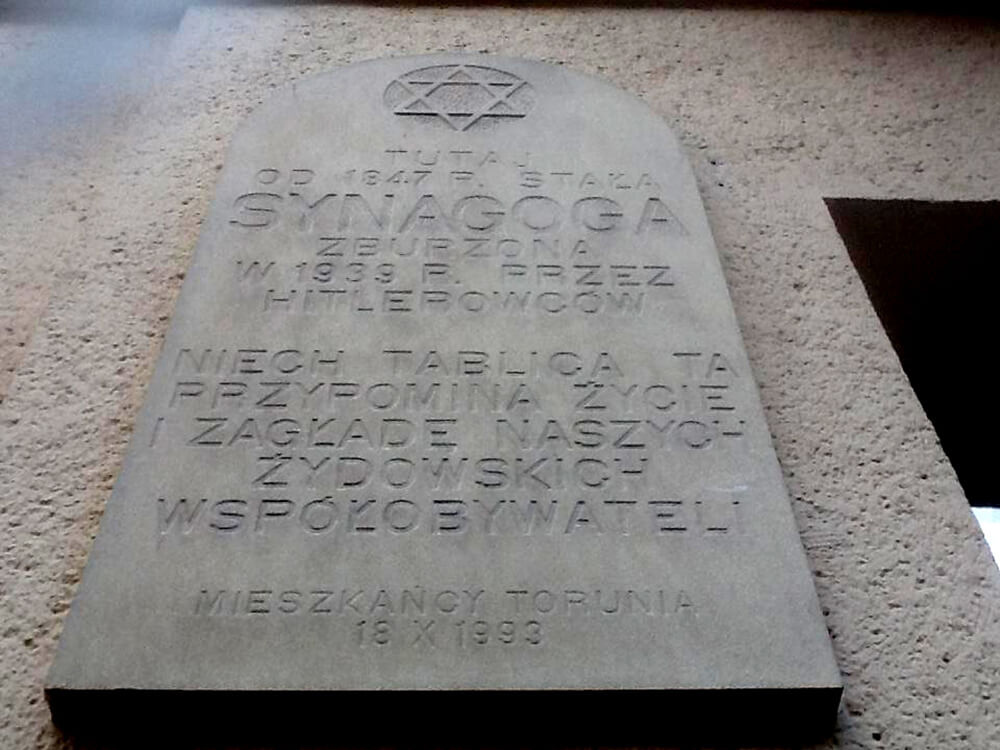 TUTAJ
OD 1847 R. STAŁA
SYNAGOGA
ZBURZONA
W 1939 R. PRZEZ
HITLEROWCÓW
NIECH TABLICA TA
PRZYPOMINA ŻYCIE
I ZAGŁADĘ NASZYCH
ŻYDOWSKICH
WSPÓŁOBYWATELI
MIESZKAŃCY TORUNIA
18 X 1993